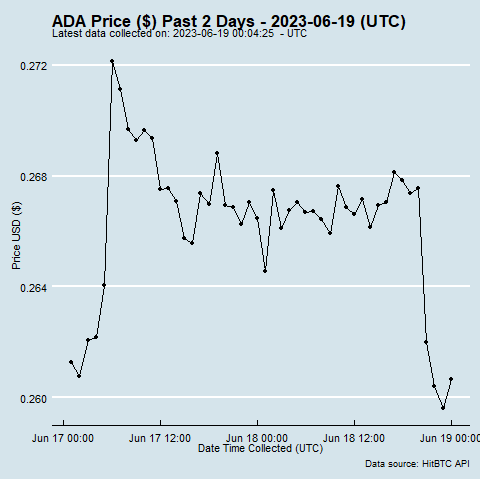 ADA Price ($) Past 2 Days - 2023-06-19 (UTC)
Latest data collected on: 2023-06-19 00:04:25 - UTC
0.272
0.268
0.264
0.260
Price USD ($)
Jun 17 00:00 Jun 17 12:00 Jun 18 00:00 Jun 18 12:00 Jun 19 00:00
Date Time Collected (UTC)
Data source: HitBTC API